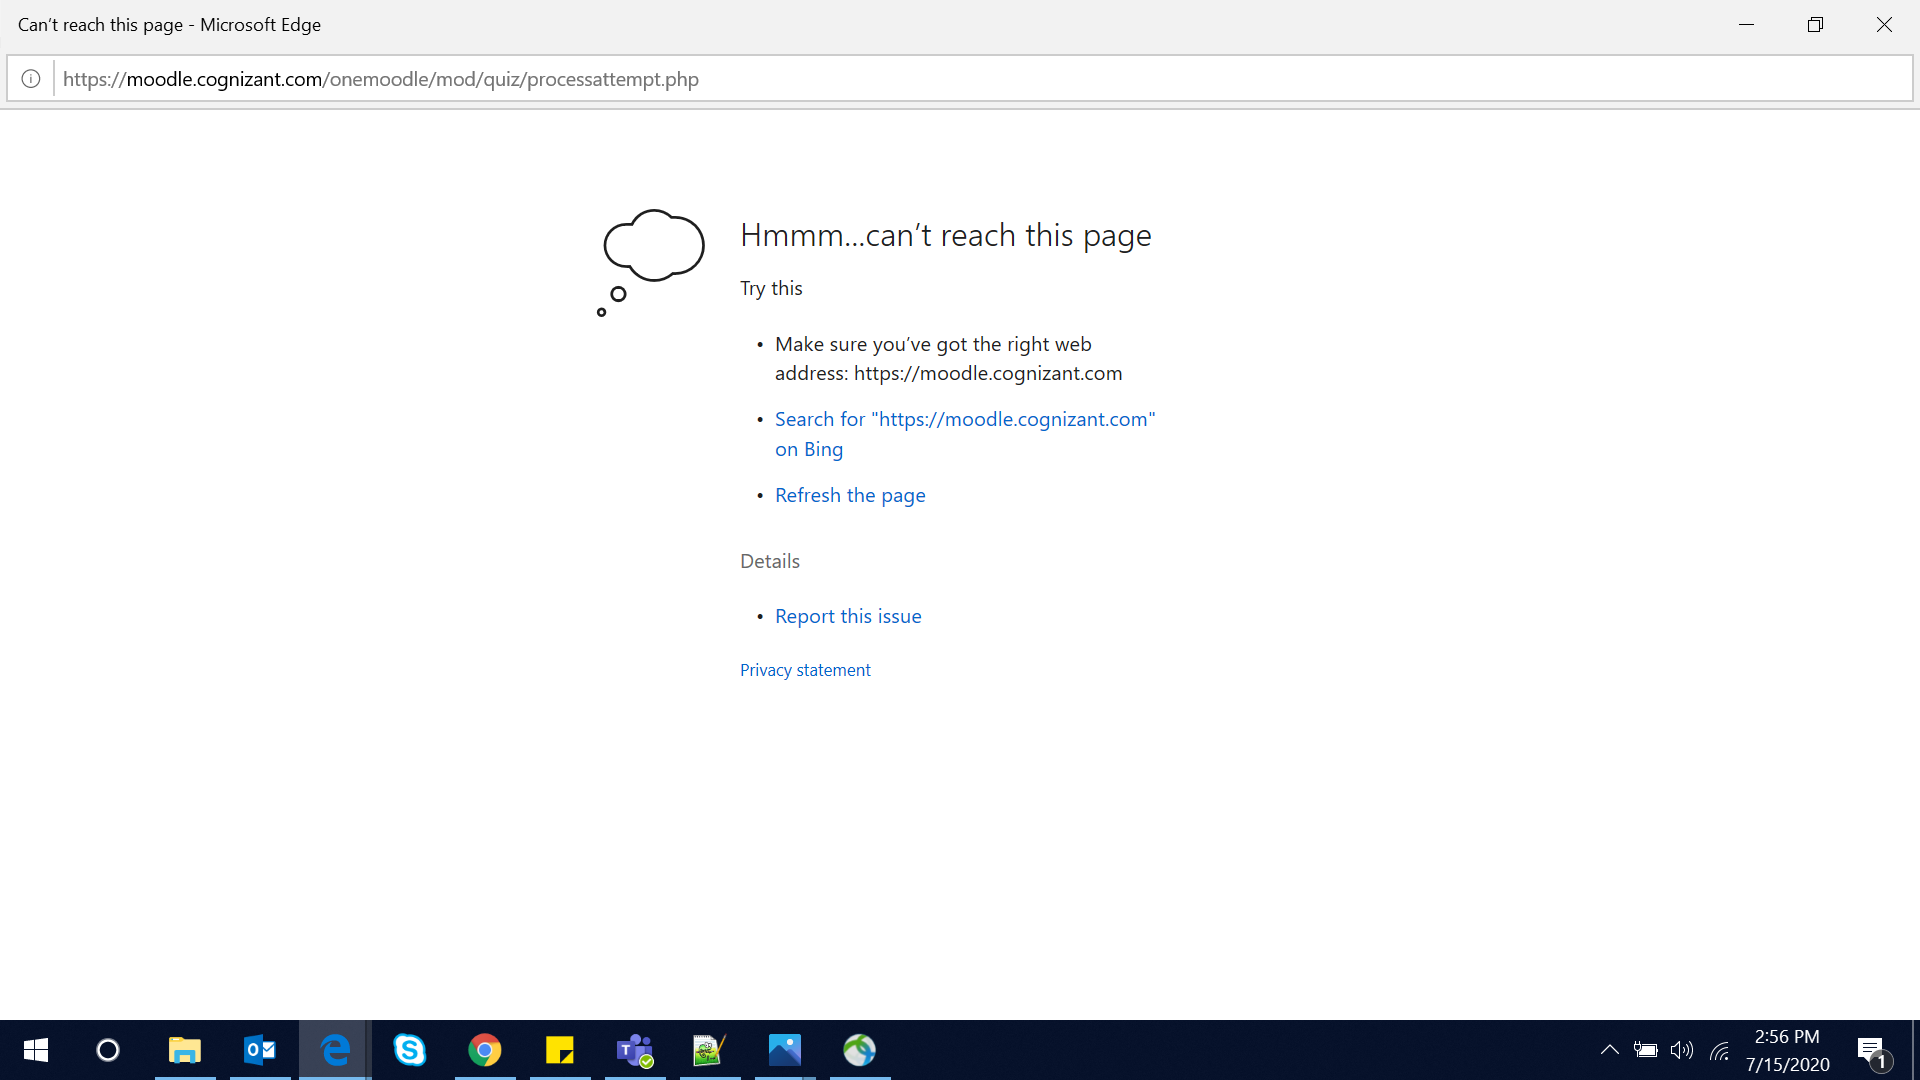 Can’t reach this page - Microsoft Edge
https://moodle.cognizant.com/onemoodle/mod/quiz/processattempt.php
Hmmm...can’t reach this page
Try this
• Make sure you’ve got the right web
address: https://moodle.cognizant.com
• Search for "https://moodle.cognizant.com"
on Bing
• Refresh the page
Details
• Report this issue
Privacy statement
2:56 PM
7/15/2020
1